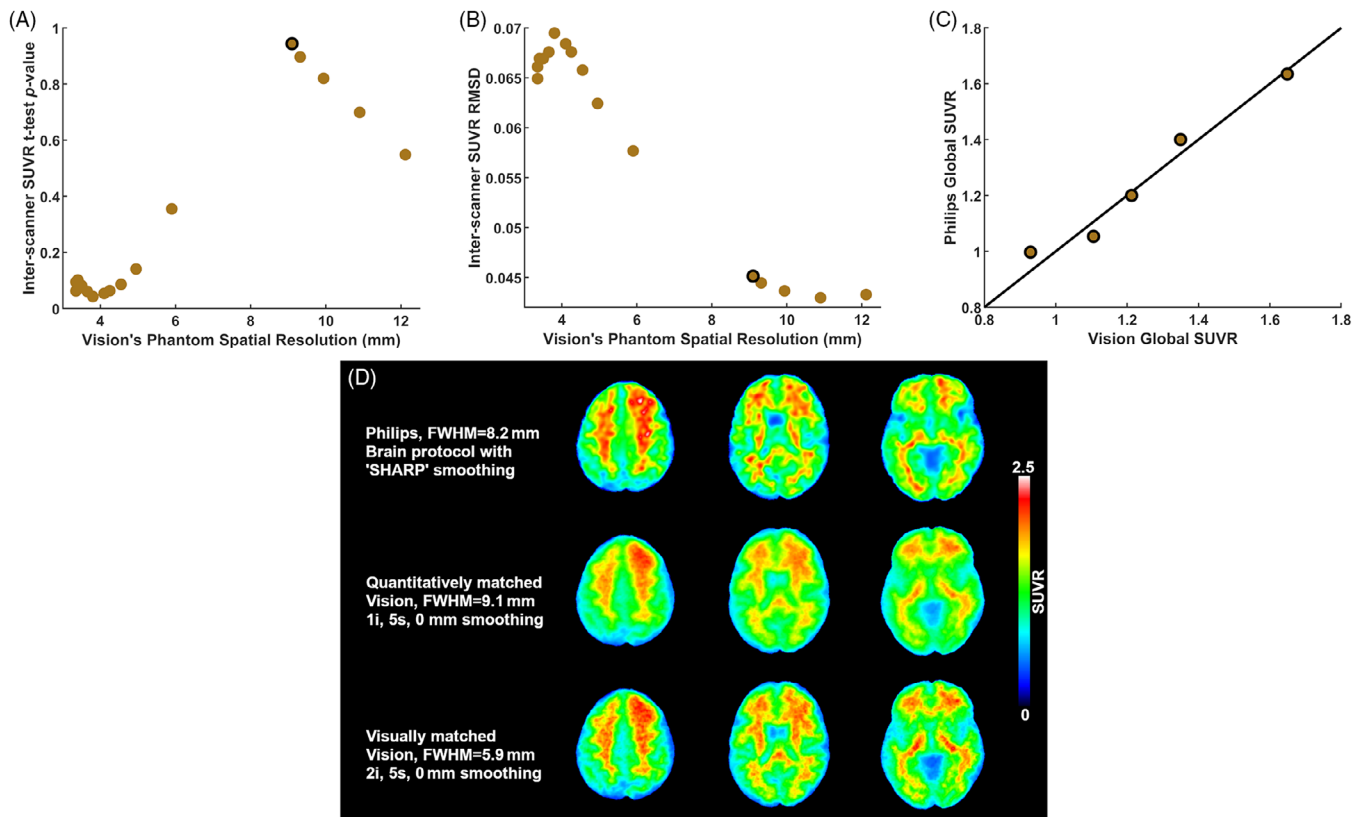 (A)
Inter-scanner SUVR t-test p-value
1
0.8
0.6
0.4
0.2
0
4
6
8
10
12
Vision's Phantom Spatial Resolution (mm)
(B)
Inter-scanner SUVR RMSD
0.07
0.065
0.06
0.055
0.05
0.045
4
6
8
10
12
Vision's Phantom Spatial Resolution (mm)
(C)
Philips Global SUVR
1.8
1.6
1.4
1.2
1
0.8
0.8
1
1.2
1.4
1.6
1.8
Vision Global SUVR
(D)
Philips, FWHM=8.2 mm
Brain protocol with
'SHARP' smoothing
Quantitatively matched
Vision, FWHM=9.1 mm
1i, 5s, 0 mm smoothing
Visually matched
Vision, FWHM=5.9 mm
2i, 5s, 0 mm smoothing
2.5
SUVR
0